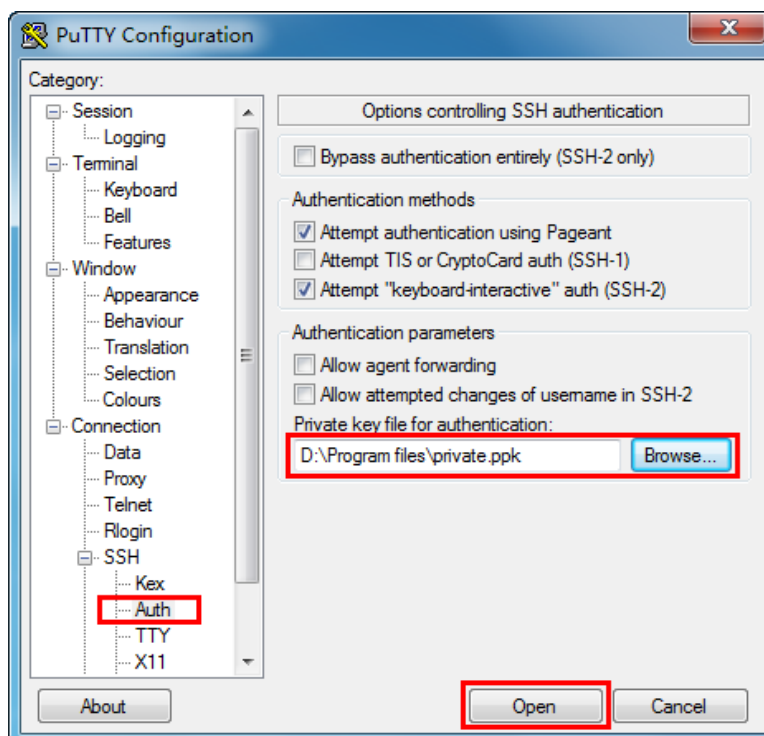 PuTTY Configuration
Category:
Session
Logging
Terminal
Keyboard
Bell
Features
Window
Appearance
Behaviour
Translation
Selection
Colours
Connection
Data
Proxy
Telnet
Rlogin
SSH
Kex
Auth
TTY
X11
Options controlling SSH authentication
Bypass authentication entirely (SSH-2 only)
Authentication methods
Attempt authentication using Pageant
Attempt TIS or CryptoCard auth (SSH-1)
Attempt "keyboard-interactive" auth (SSH-2)
Authentication parameters
Allow agent forwarding
Allow attempted changes of username in SSH-2
Private key file for authentication:
D:\Program files\private.ppk Browse...
About Open Cancel